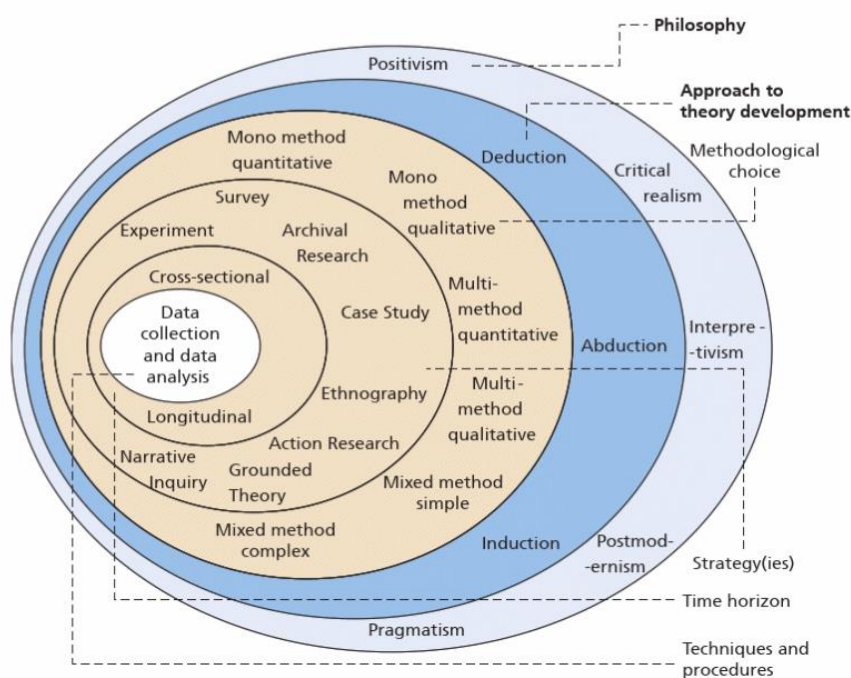 Philosophy
Positivism
Approach to
theory development
Mono method
quantitative
Deduction
Methodological
choice
Critical
realism
Mono
method
qualitative
Survey
Experiment
Archival
Research
Cross-sectional
Multi-
method
quantitative
Data
collection
and data
analysis
Case Study
Abduction
Interpre -
-tivism
Ethnography
Multi-
method
qualitative
Longitudinal
Action Research
Narrative
Inquiry
Grounded
Theory
Mixed method
simple
Mixed method
complex
Induction
Postmod-
-ernism
Strategy(ies)
Time horizon
Pragmatism
Techniques and
procedures